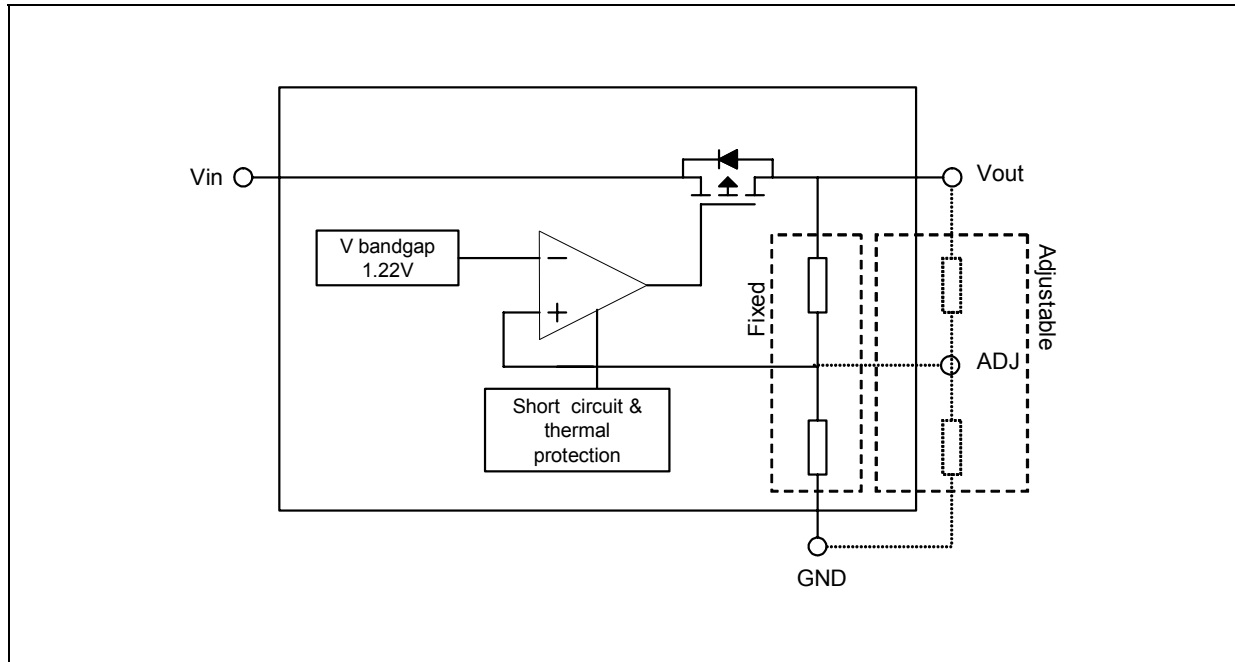 Vin
Vout
V bandgap
1.22V
−
+
Fixed
Adjustable
ADJ
Short circuit &
thermal
protection
GND